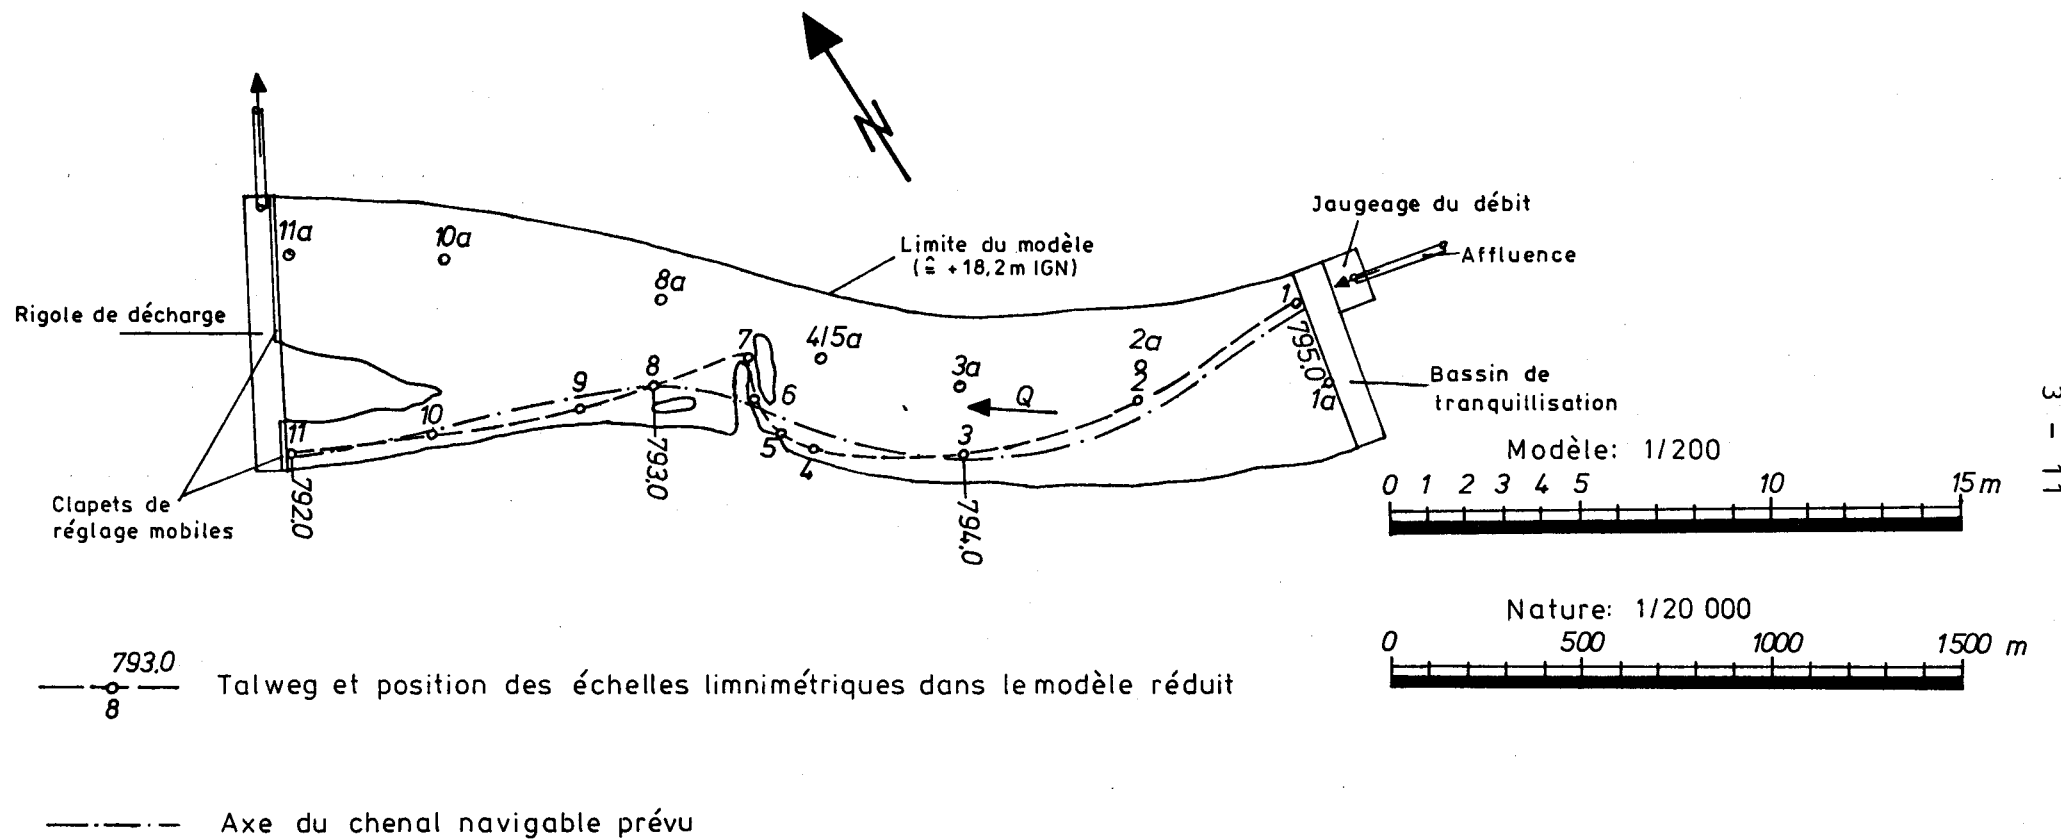 Jaugeage du débit
Affluence
Limite du modèle
(≙ +18,2m IGN)
11a
10a
8a
1
7
4/5a
2a
795.0
Rigole de décharge
8
3a
2
9
6
Q
1a
Bassin de
tranquillisation
10
11
5
4
3
792.0
793.0
794.0
Clapets de
réglage mobiles
Modèle: 1/200
0 1 2 3 4 5 10 15 m
3 - 11
Nature: 1/20 000
0 500 1000 1500 m
793,0
8
Talweg et position des échelles limnimétriques dans le modèle réduit
Axe du chenal navigable prévu